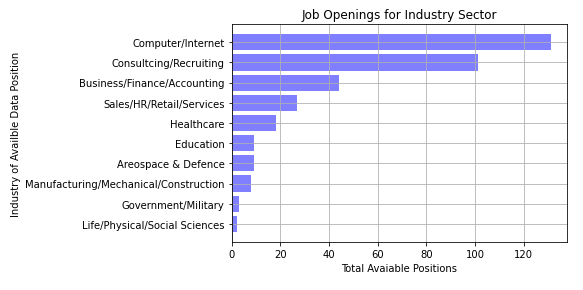 Job Openings for Industry Sector
Industry of Availble Data Position
Computer/Internet
Consultcing/Recruiting
Business/Finance/Accounting
Sales/HR/Retail/Services
Healthcare
Education
Areospace & Defence
Manufacturing/Mechanical/Construction
Government/Military
Life/Physical/Social Sciences
0 20 40 60 80 100 120
Total Avaiable Positions